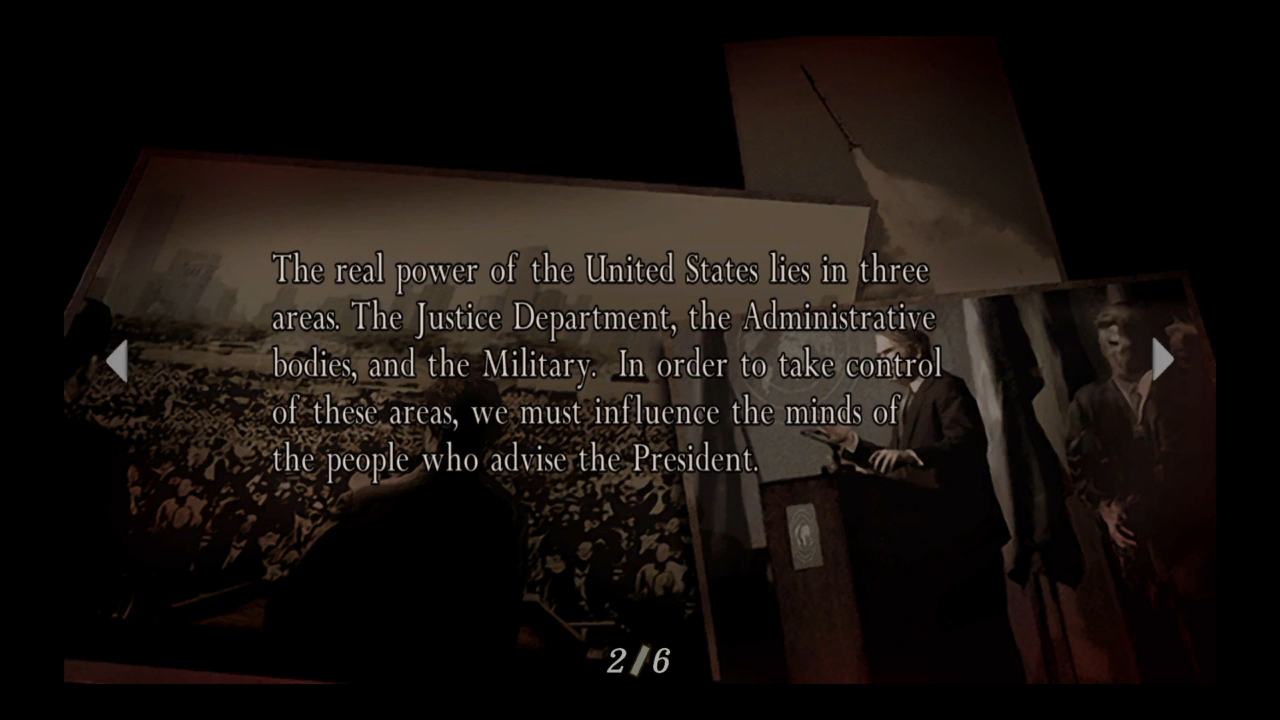 The real power of the United States lies in three
areas. The Justice Department, the Administrative
bodies, and the Military. In order to take control
of these areas, we must influence the minds of
the people who advise the President.
2/6